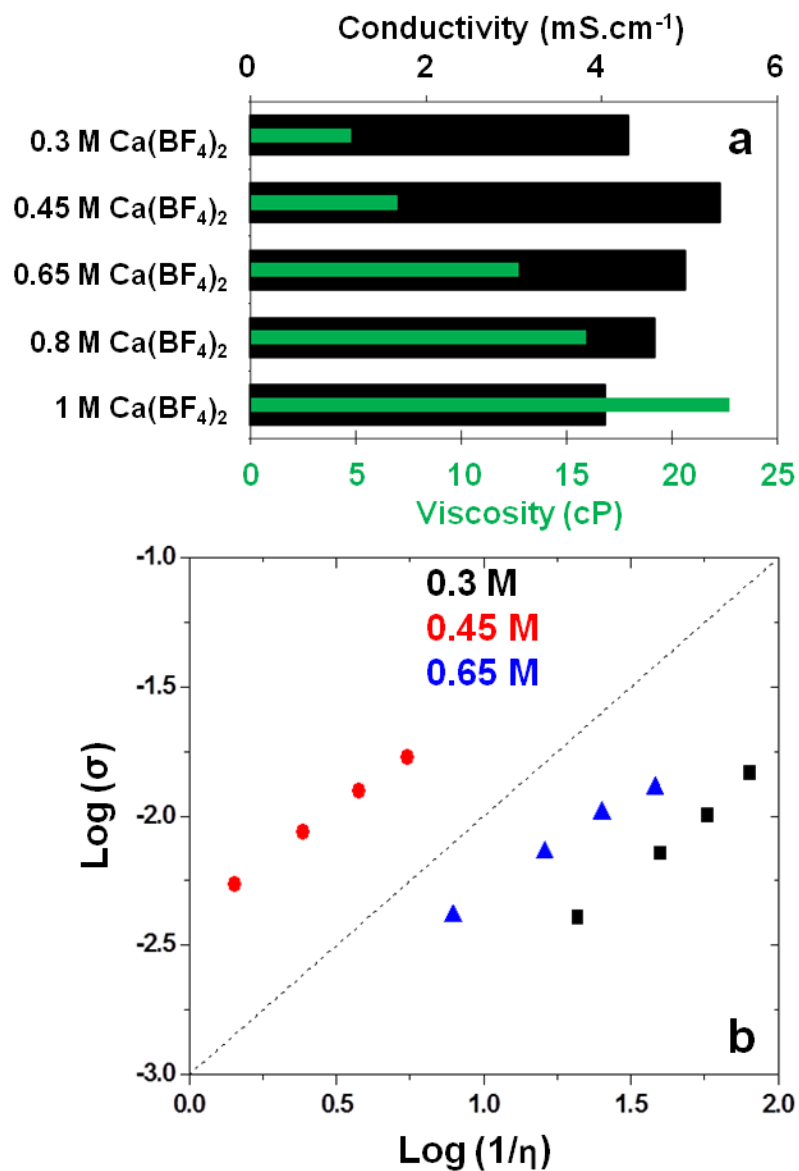 Conductivity (mS.cm⁻¹)
0 2 4 6
a
0.3 M Ca(BF₄)₂
0.45 M Ca(BF₄)₂
0.65 M Ca(BF₄)₂
0.8 M Ca(BF₄)₂
1 M Ca(BF₄)₂
0 5 10 15 20 25
Viscosity (cP)
-1.0
0.3 M
0.45 M
0.65 M
-1.5
Log (σ)
-2.0
-2.5
b
-3.0
0.0 0.5 1.0 1.5 2.0
Log (1/η)